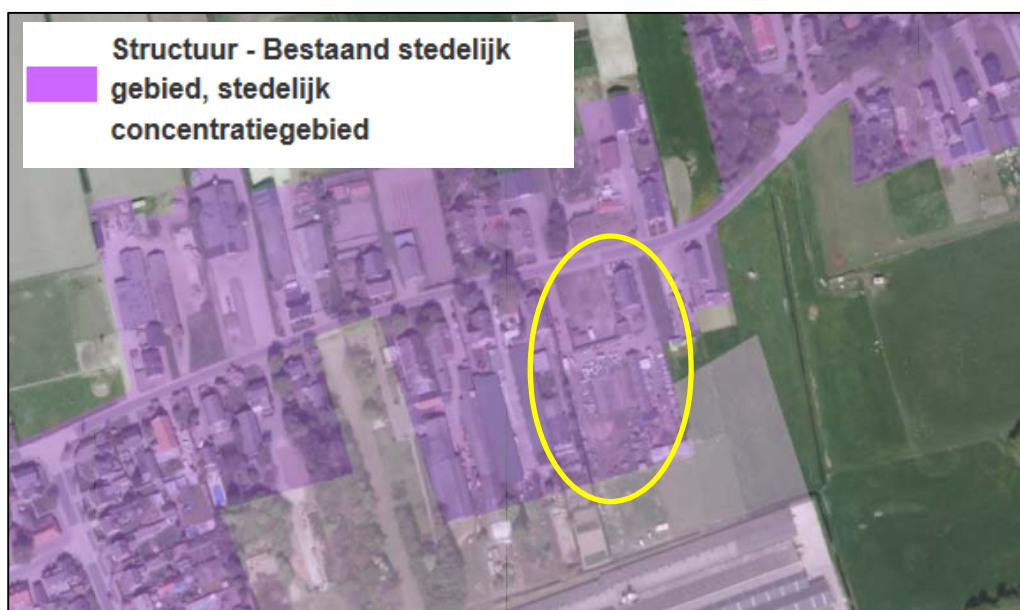 Structuur - Bestaand stedelijk
gebied, stedelijk
concentratiegebied